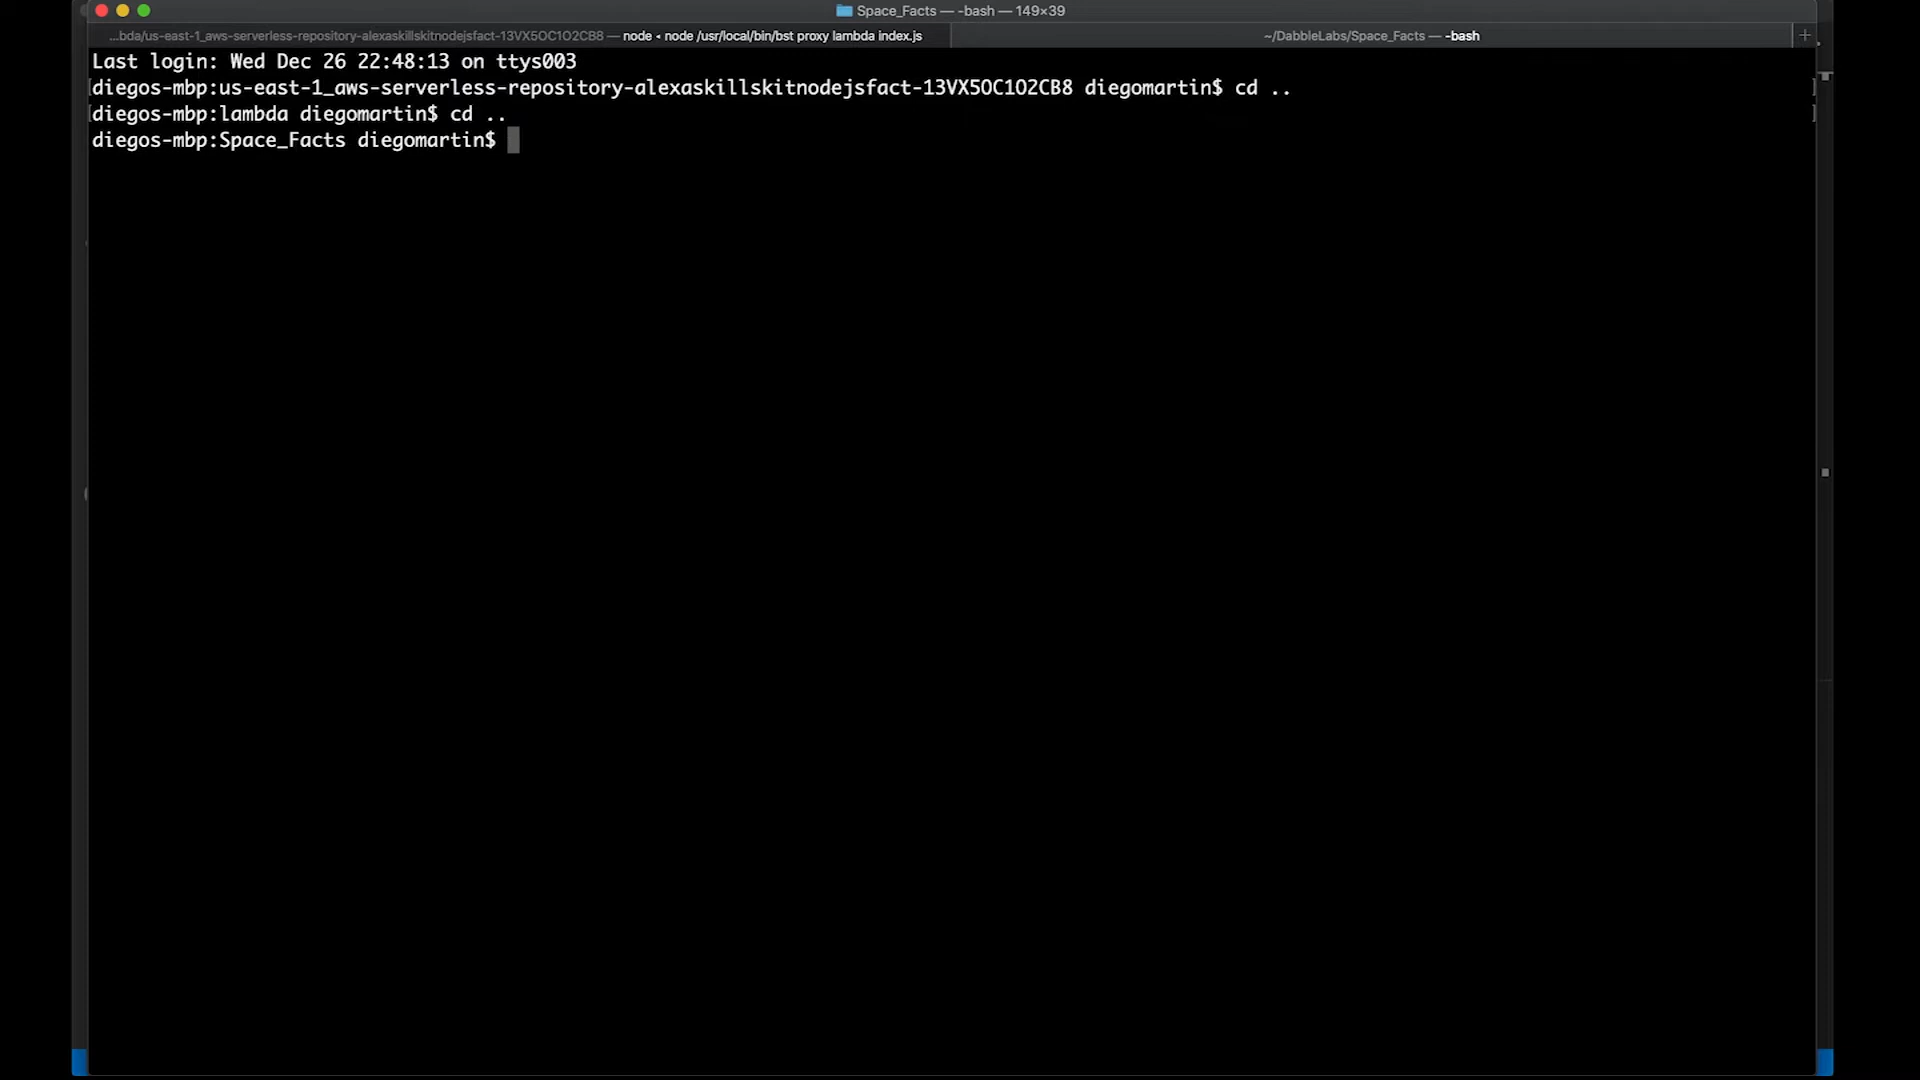 Space_Facts — -bash — 149×39
...bda/us-east-1_aws-serverless-repository-alexaskillskitnodejsfact-13VX5OC1O2CB8 — node ◂ node /usr/local/bin/bst proxy lambda index.js
~/DabbleLabs/Space_Facts — -bash
Last login: Wed Dec 26 22:48:13 on ttys003
[diegos-mbp:us-east-1_aws-serverless-repository-alexaskillskitnodejsfact-13VX5OC1O2CB8 diegomartin$ cd .. ]
[diegos-mbp:lambda diegomartin$ cd .. ]
diegos-mbp:Space_Facts diegomartin$